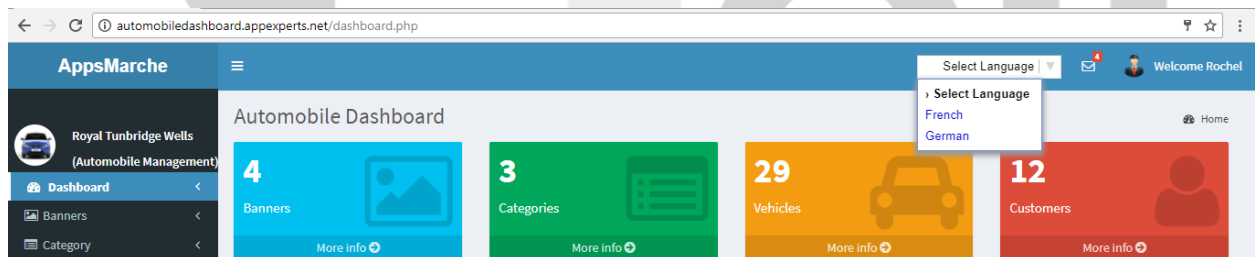 automobiledashboard.appexperts.net/dashboard.php
AppsMarche
Select Language
4
Welcome Rochel
› Select Language
French
German
Automobile Dashboard
Home
Royal Tunbridge Wells
(Automobile Management)
Dashboard
Banners
Category
4
Banners
More info
3
Categories
More info
29
Vehicles
More info
12
Customers
More info